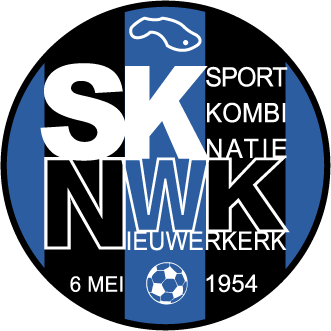 SK SPORT
KOMBI
NATIE
NWK
NIEUWERKERK
6 MEI 1954